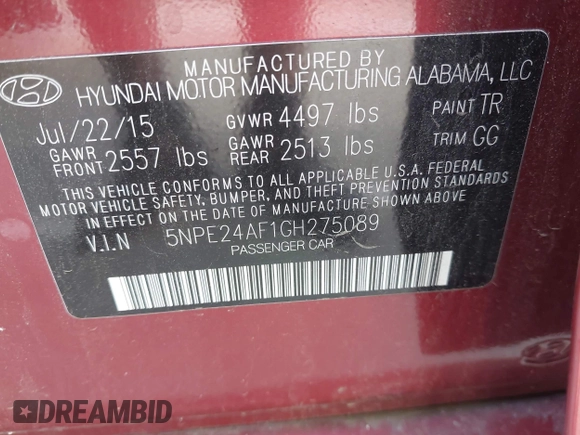 MANUFACTURED BY
HYUNDAI MOTOR MANUFACTURING ALABAMA, LLC
Jul/22/15 GVWR 4497 lbs PAINT TR
GAWR FRONT 2557 lbs GAWR REAR 2513 lbs TRIM GG
THIS VEHICLE CONFORMS TO ALL APPLICABLE U.S.A. FEDERAL
MOTOR VEHICLE SAFETY, BUMPER, AND THEFT PREVENTION STANDARDS
IN EFFECT ON THE DATE OF MANUFACTURE SHOWN ABOVE.
V.I.N 5NPE24AF1GH275089
PASSENGER CAR
DREAMBID